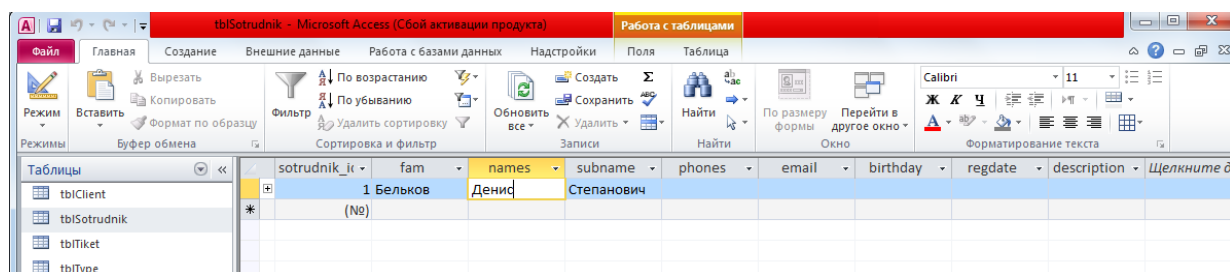 tblSotrudnik - Microsoft Access (Сбой активации продукта)
Работа с таблицами
Файл Главная Создание Внешние данные Работа с базами данных Надстройки Поля Таблица
Режим
Режимы
Вставить
Вырезать
Копировать
Формат по образцу
Буфер обмена
Фильтр
По возрастанию
По убыванию
Удалить сортировку
Сортировка и фильтр
Обновить все
Создать
Сохранить
Удалить
Записи
Найти
Найти
По размеру формы
Перейти в другое окно
Окно
Calibri 11
Ж К Ч
Форматирование текста
Таблицы
tblClient
tblSotrudnik
tblTiket
tblType
sotrudnik_ic fam names subname phones email birthday regdate description Щелкните д
1 Бельков Денис Степанович
(№)